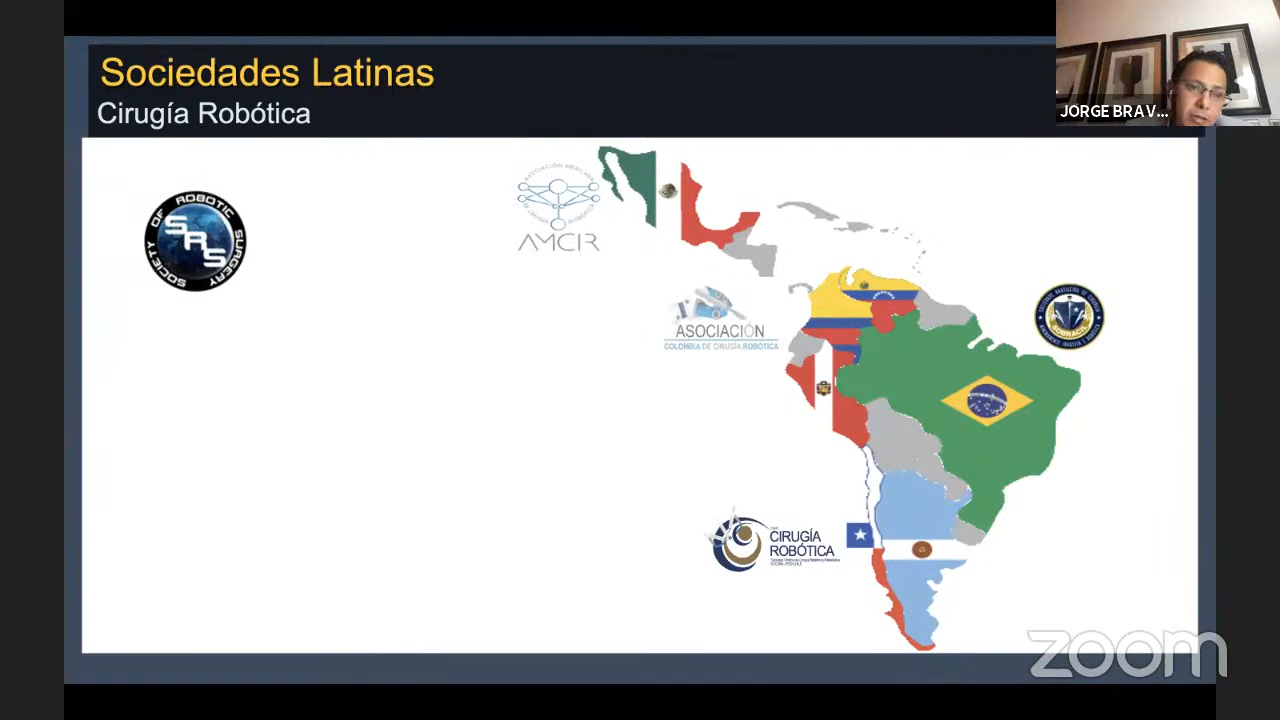 Sociedades Latinas
Cirugía Robótica
JORGE BRAV...
SOCIETY OF ROBOTIC SURGERY
SRS
AMCIR
ASOCIACIÓN
COLOMBIA DE CIRUGÍA ROBÓTICA
SOBRACIL
CIRUGÍA
ROBÓTICA
zoom